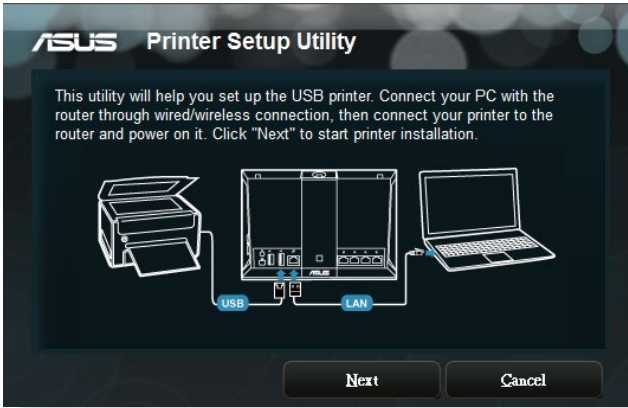 ASUS Printer Setup Utility
This utility will help you set up the USB printer. Connect your PC with the
router through wired/wireless connection, then connect your printer to the
router and power on it. Click "Next" to start printer installation.
ASUS
USB
LAN
Next
Cancel